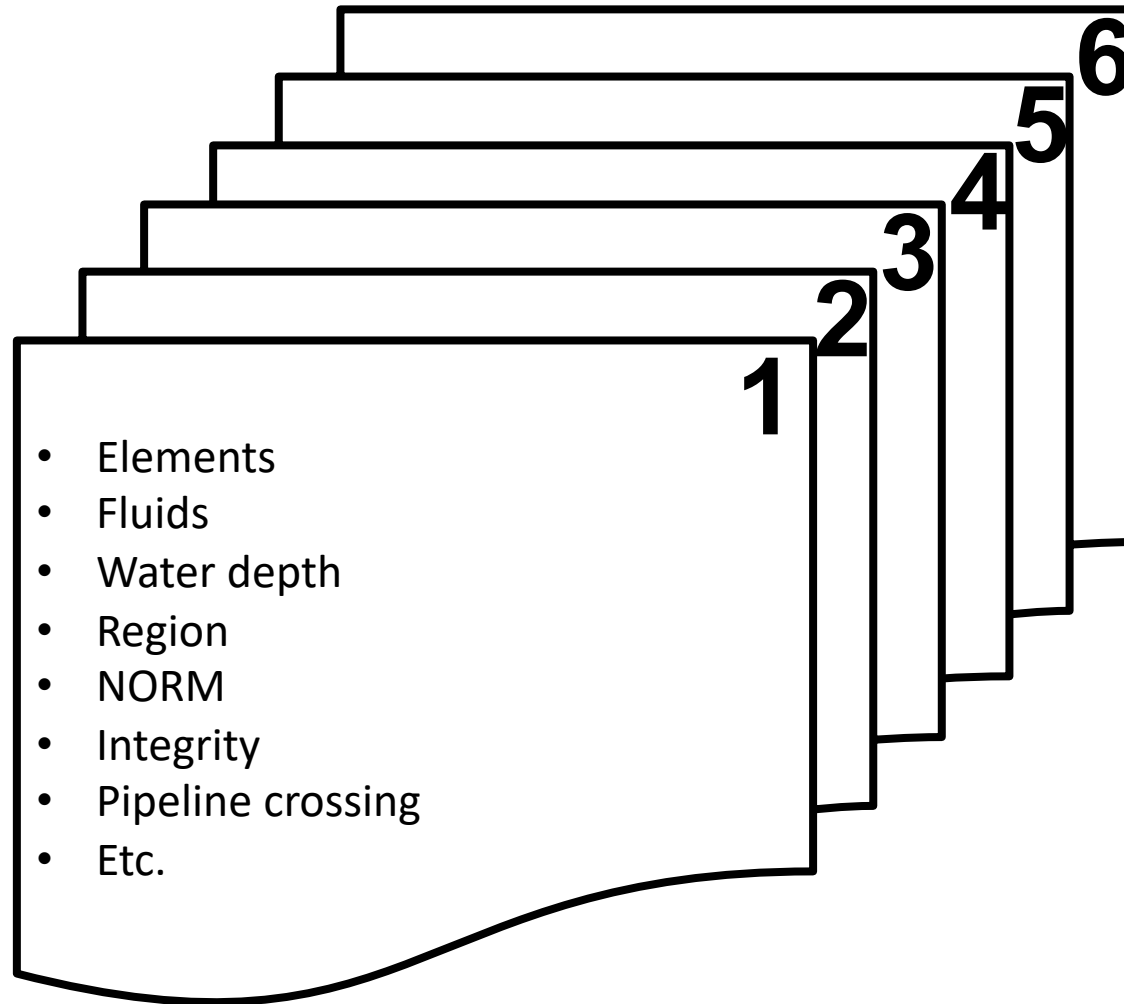 6
5
4
3
2
1
• Elements
• Fluids
• Water depth
• Region
• NORM
• Integrity
• Pipeline crossing
• Etc.